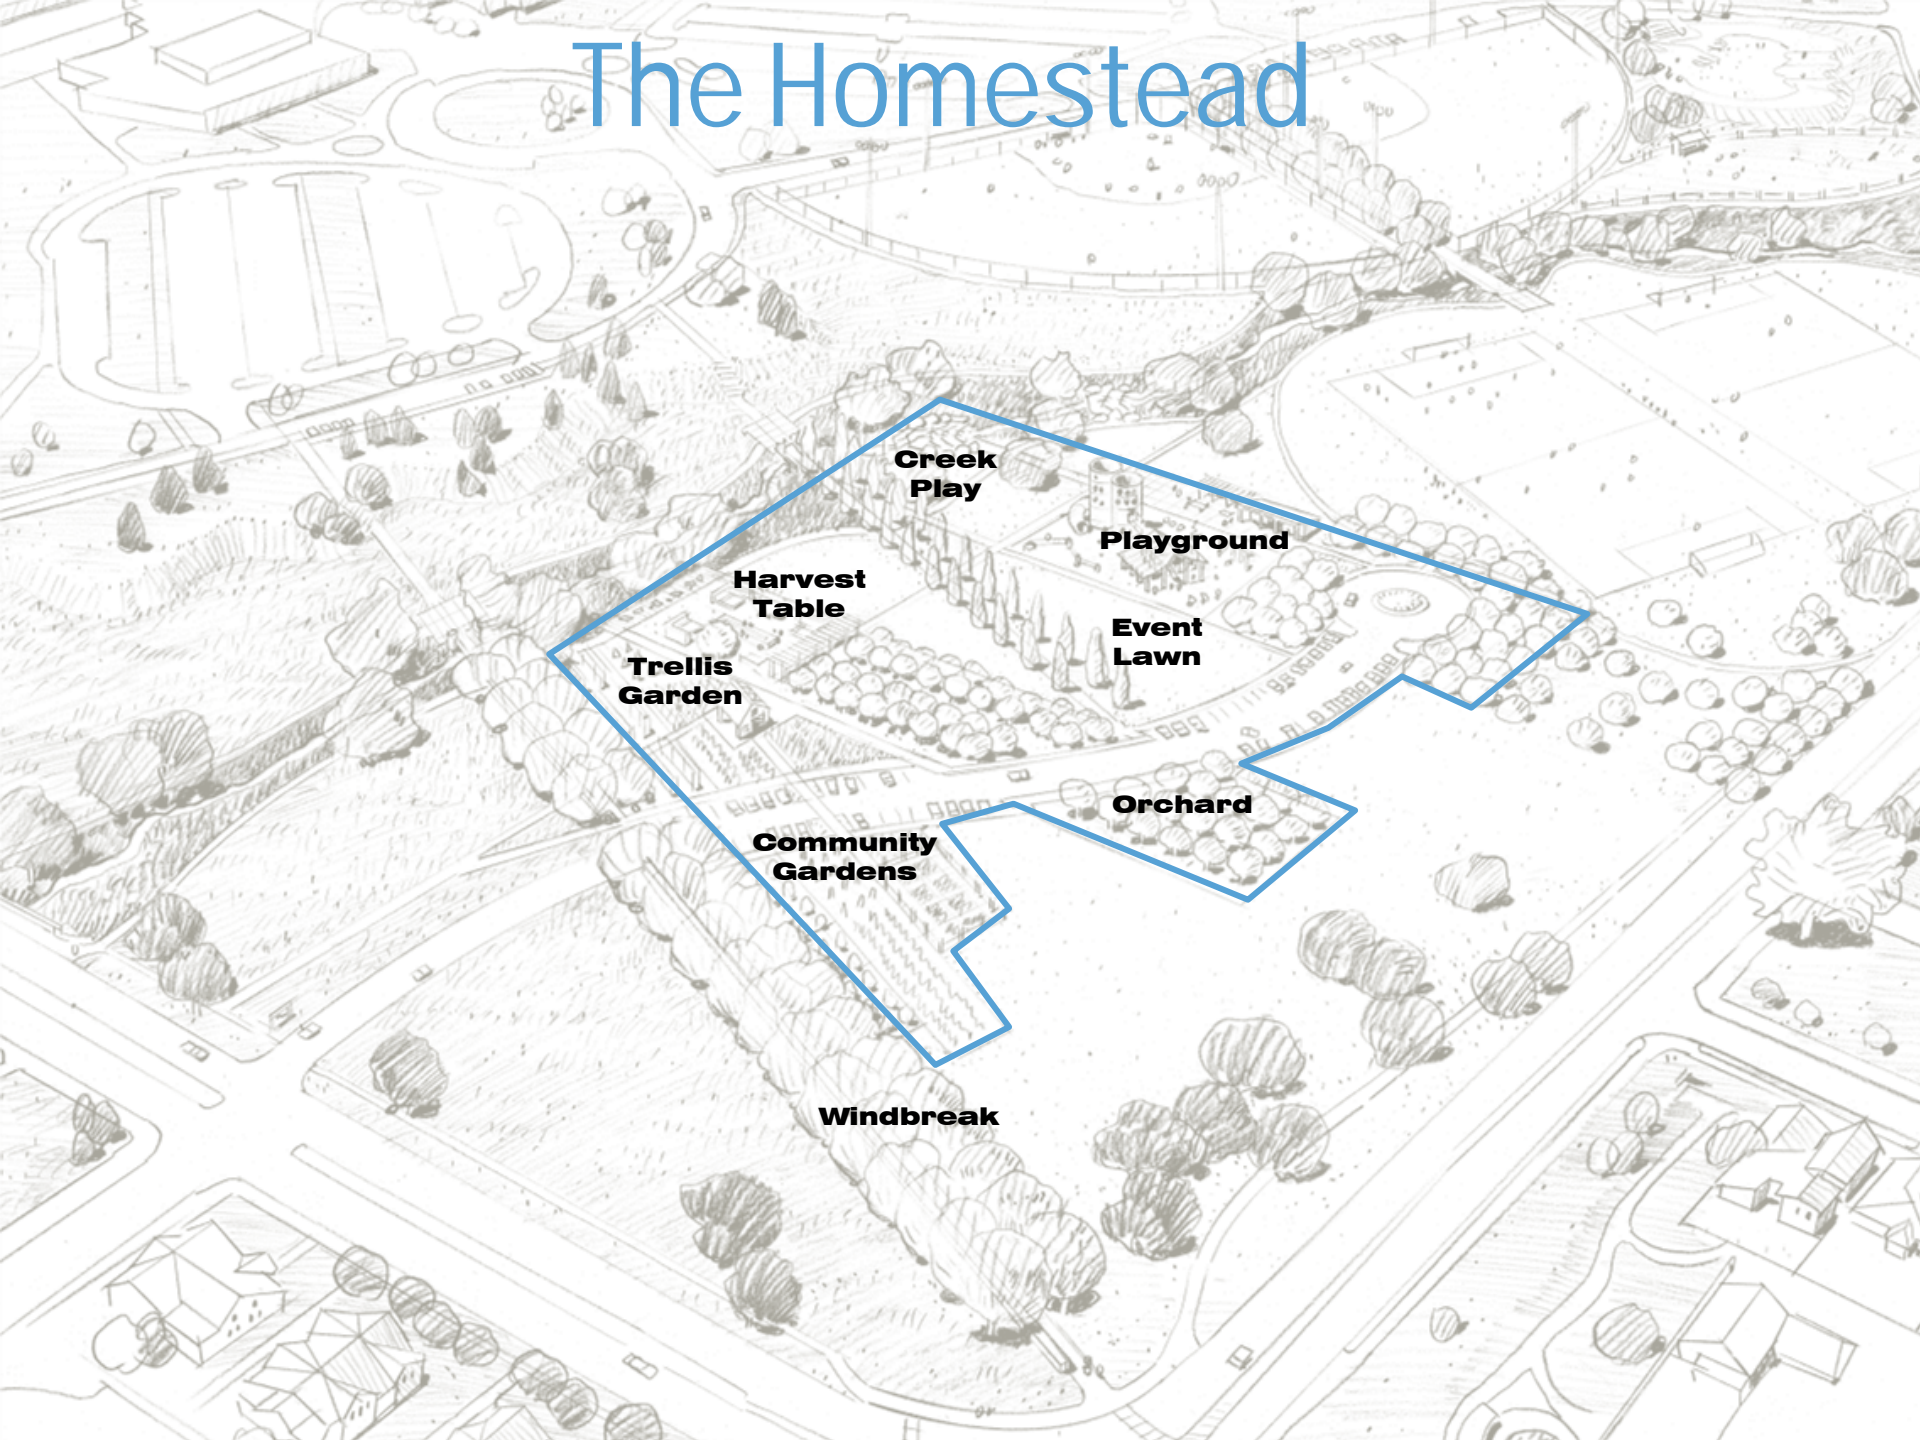 The Homestead
Creek
Play
Playground
Harvest
Table
Event
Lawn
Trellis
Garden
Orchard
Community
Gardens
Windbreak